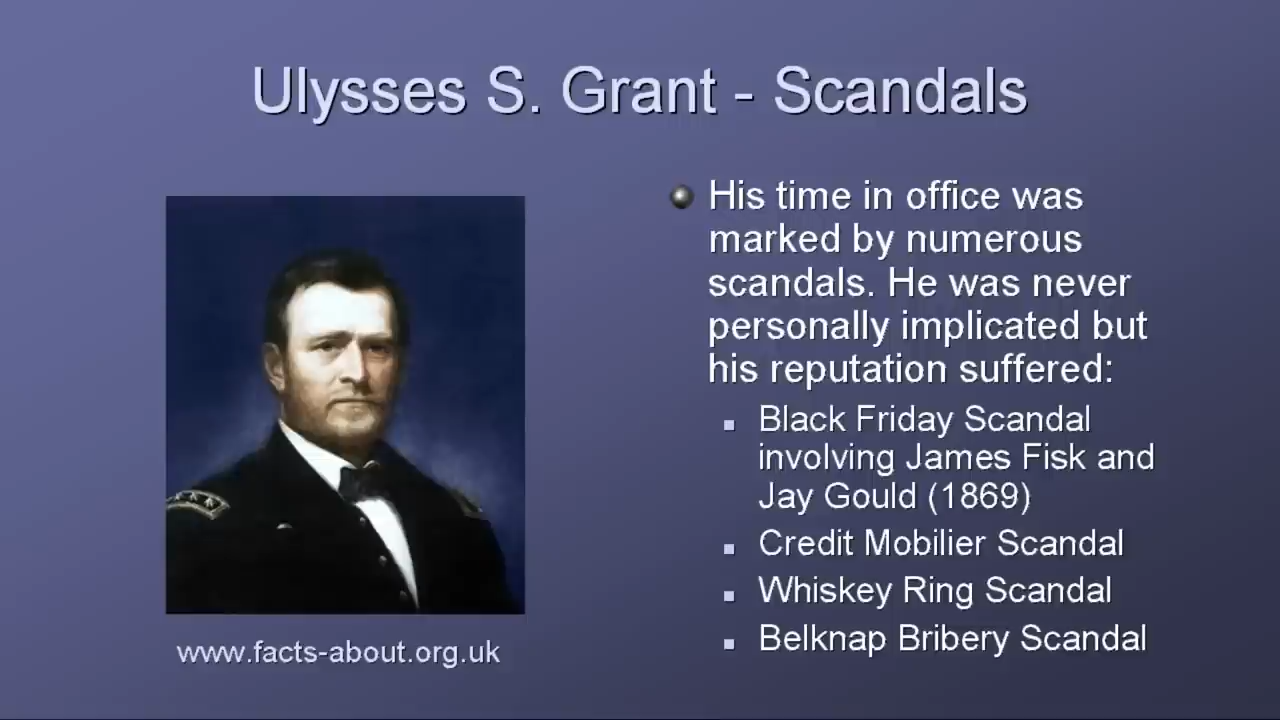 Ulysses S. Grant - Scandals
His time in office was
marked by numerous
scandals. He was never
personally implicated but
his reputation suffered:
Black Friday Scandal
involving James Fisk and
Jay Gould (1869)
Credit Mobilier Scandal
Whiskey Ring Scandal
Belknap Bribery Scandal
www.facts-about.org.uk